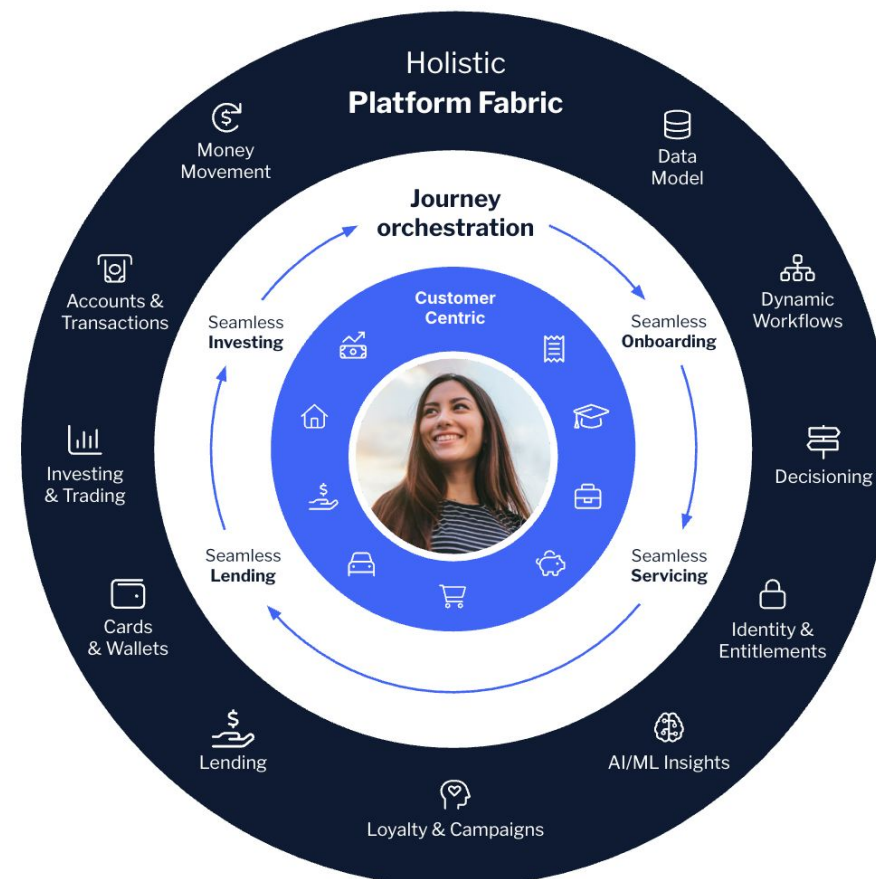 Holistic
Platform Fabric
Data
Model
Dynamic
Workflows
Decisioning
Identity &
Entitlements
AI/ML Insights
Loyalty & Campaigns
Lending
Cards
& Wallets
Investing
& Trading
Accounts &
Transactions
Money
Movement
Journey
orchestration
Seamless
Onboarding
Seamless
Servicing
Seamless
Lending
Seamless
Investing
Customer
Centric